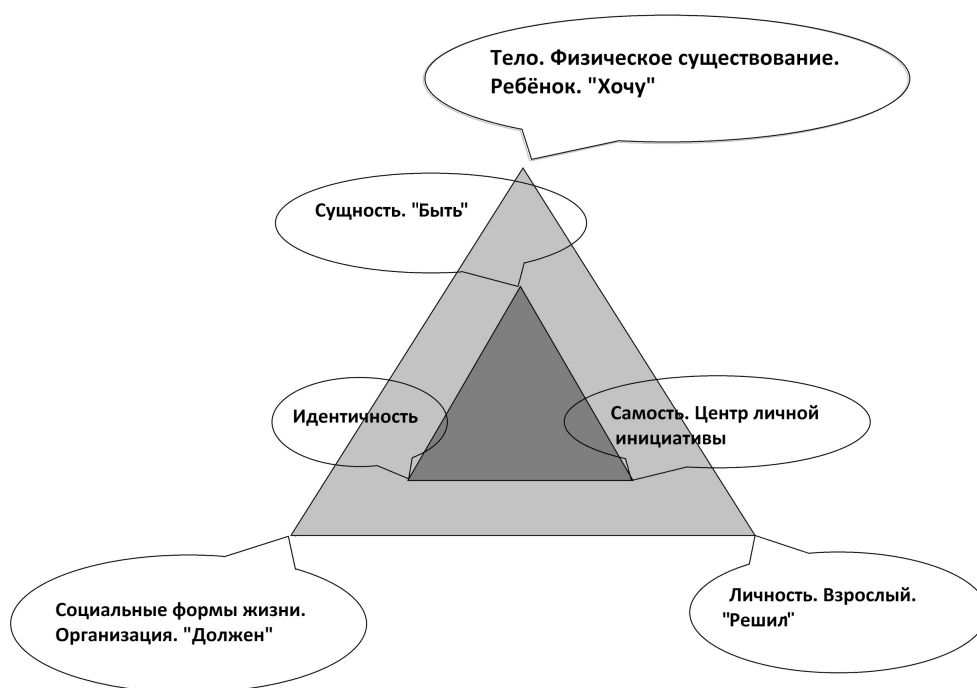 Тело. Физическое существование.
Ребёнок. "Хочу"
Сущность. "Быть"
Идентичность
Самость. Центр личной
инициативы
Социальные формы жизни.
Организация. "Должен"
Личность. Взрослый.
"Решил"